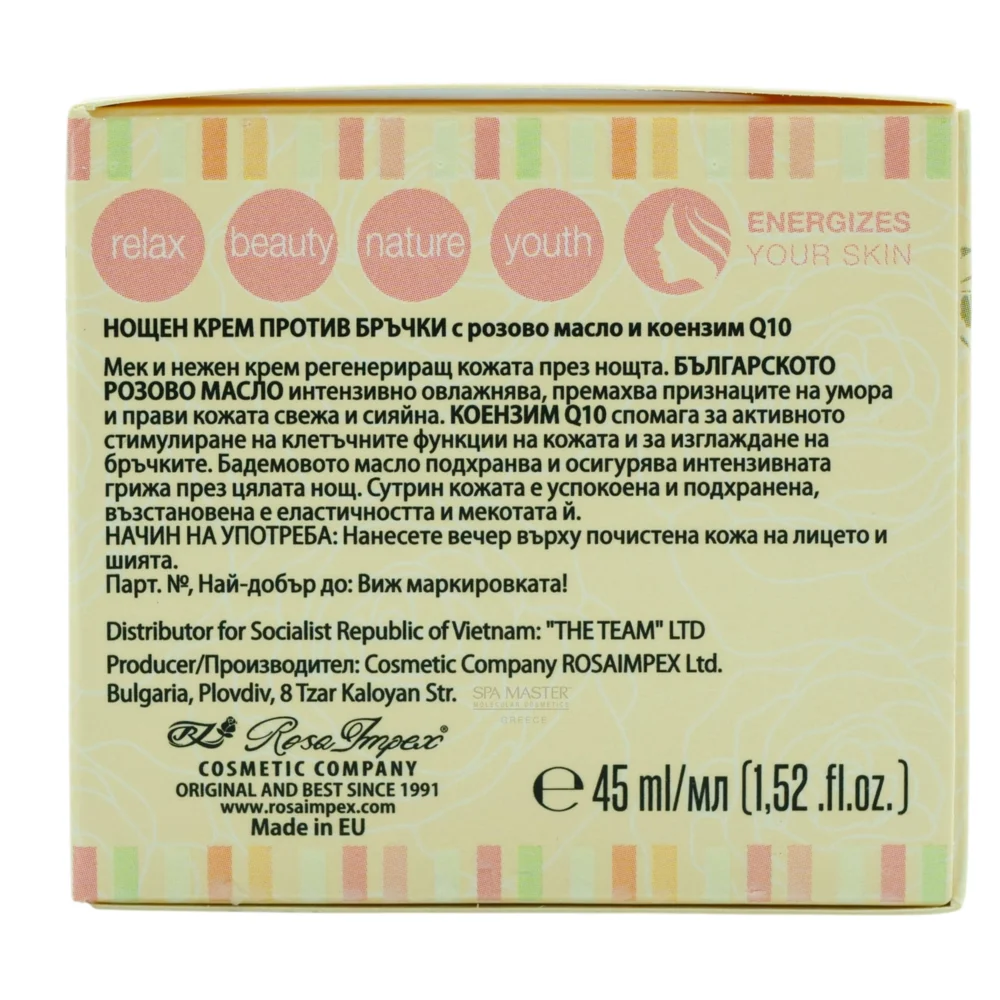 relax beauty nature youth ENERGIZES
YOUR SKIN
НОЩЕН КРЕМ ПРОТИВ БРЪЧКИ с розово масло и коензим Q10
Мек и нежен крем регенериращ кожата през нощта. БЪЛГАРСКОТО
РОЗОВО МАСЛО интензивно овлажнява, премахва признаците на умора
и прави кожата свежа и сияйна. КОЕНЗИМ Q10 спомага за активното
стимулиране на клетъчните функции на кожата и за изглаждане на
бръчките. Бадемовото масло подхранва и осигурява интензивната
грижа през цялата нощ. Сутрин кожата е успокоена и подхранена,
възстановена е еластичността и мекотата й.
НАЧИН НА УПОТРЕБА: Нанесете вечер върху почистена кожа на лицето и
шията.
Парт. №, Най-добър до: Виж маркировката!
Distributor for Socialist Republic of Vietnam: "THE TEAM" LTD
Producer/Производител: Cosmetic Company ROSAIMPEX Ltd.
Bulgaria, Plovdiv, 8 Tzar Kaloyan Str.
SPA MASTER
GREECE
RL Rosa Impex®
COSMETIC COMPANY
ORIGINAL AND BEST SINCE 1991
www.rosaimpex.com
Made in EU
℮ 45 ml/мл (1,52 .fl.oz.)